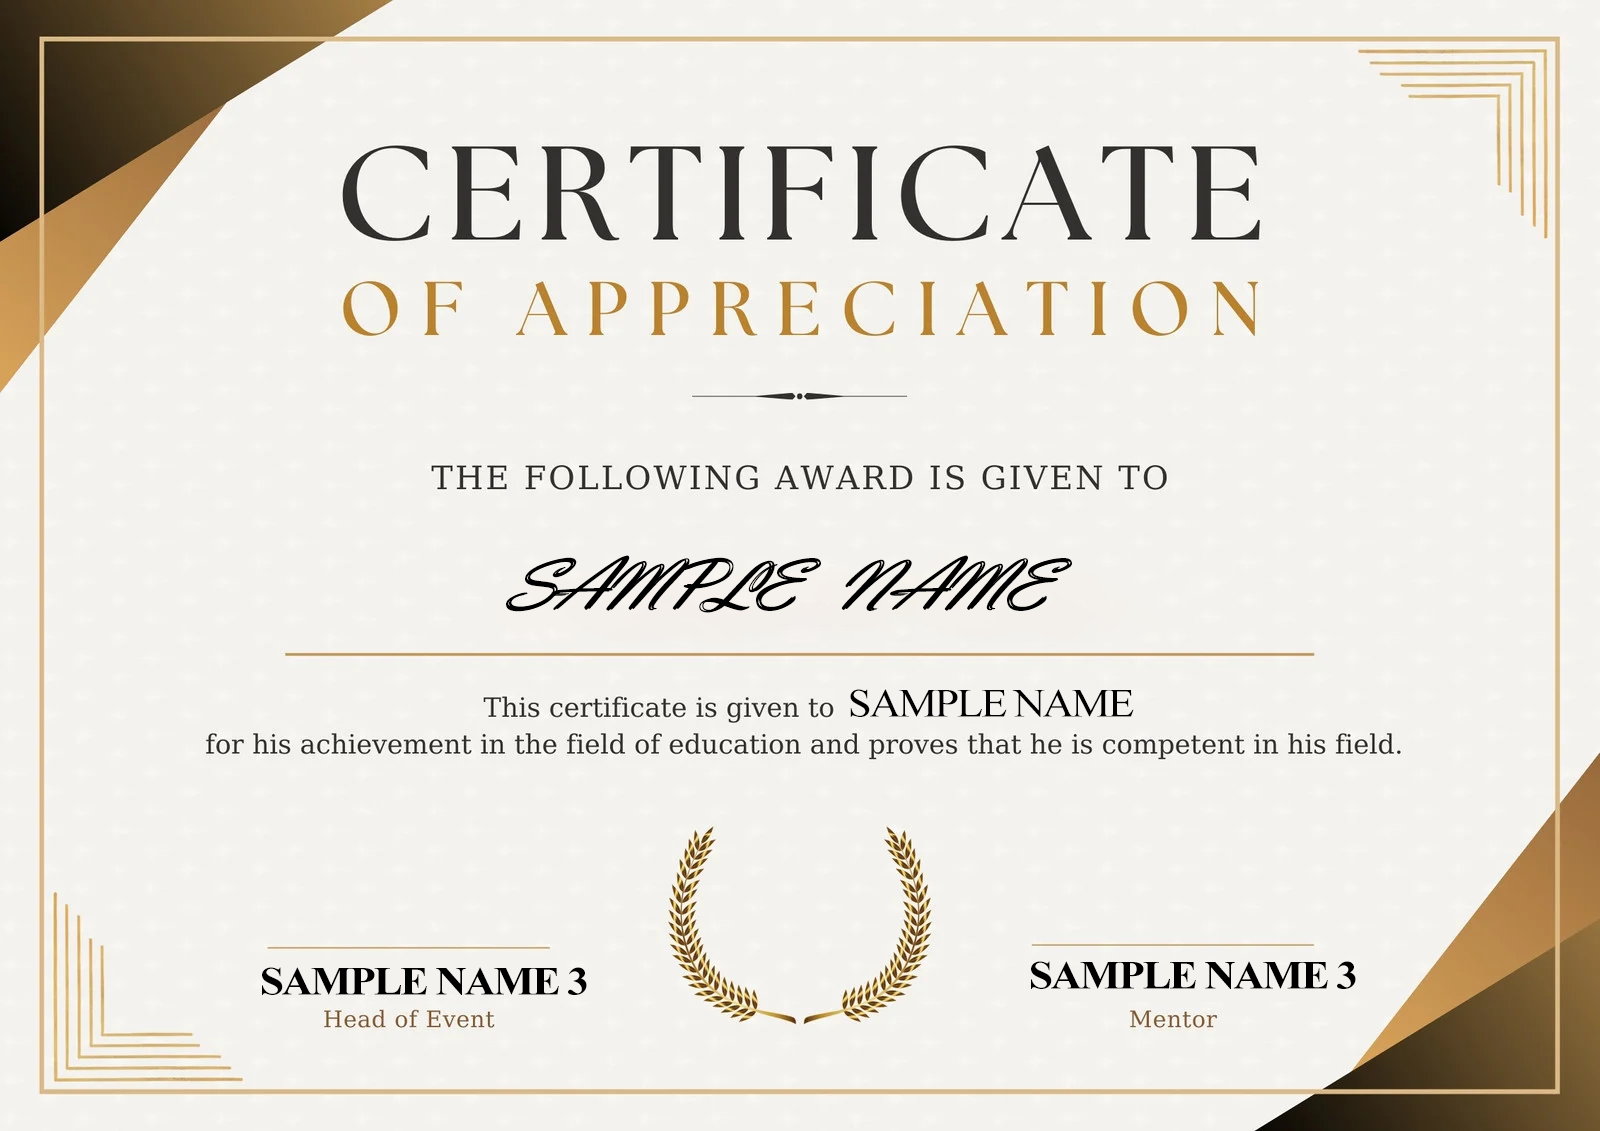 CERTIFICATE
OF APPRECIATION
THE FOLLOWING AWARD IS GIVEN TO
SAMPLE NAME
This certificate is given to SAMPLE NAME
for his achievement in the field of education and proves that he is competent in his field.
SAMPLE NAME 3
Head of Event
SAMPLE NAME 3
Mentor